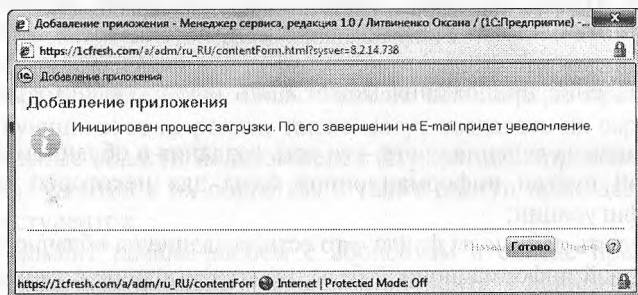 Добавление приложения - Менеджер сервиса, редакция 1.0 / Литвиненко Оксана / (1С:Предприятие) -...
https://1cfresh.com/a/adm/ru_RU/contentForm.html?sysver=8.2.14.738
Добавление приложения
Добавление приложения
Инициирован процесс загрузки. По его завершении на E-mail придет уведомление.
Готово
https://1cfresh.com/a/adm/ru_RU/contentForr Internet | Protected Mode: Off